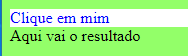 Clique em mim
Aqui vai o resultado